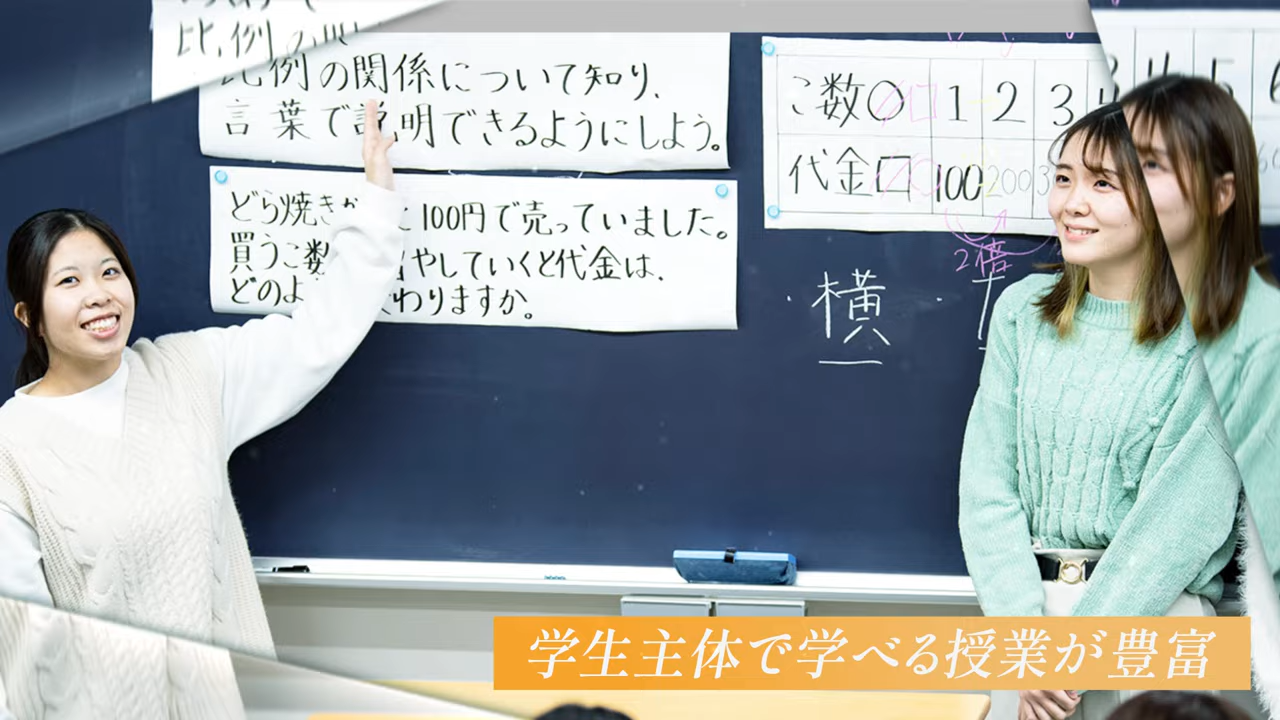 比例の関係について知り、
言葉で説明できるようにしよう。
どら焼きが 100円で売っていました。
買うこ数 やしていくと代金は、
どのよ わりますか。
こ数○ 1 2 3
代金□ 100 200 3
2倍
横
学生主体で学べる授業が豊富